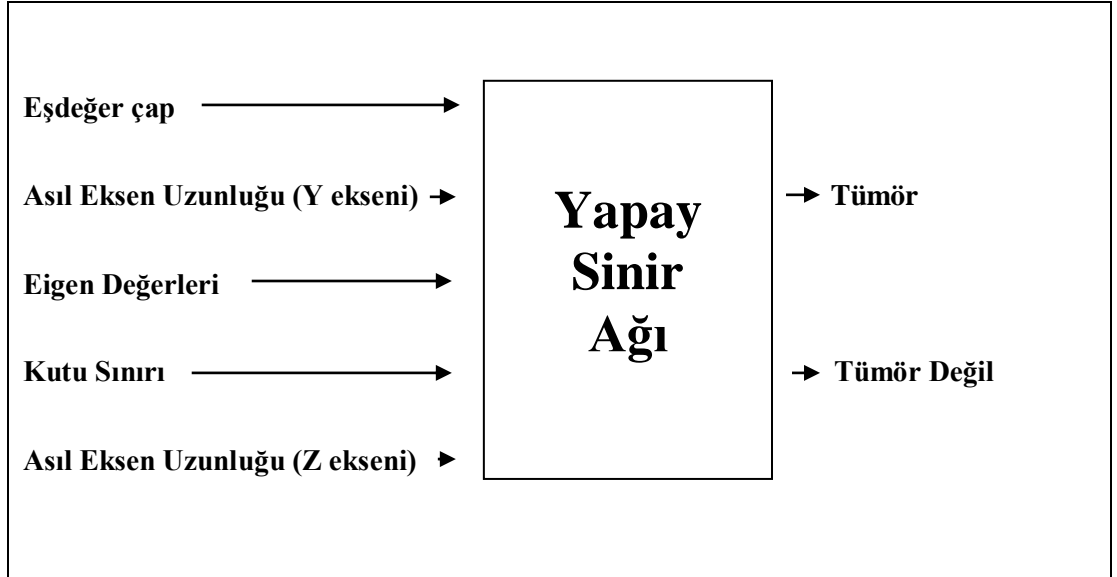 Eşdeğer çap
Asıl Eksen Uzunluğu (Y ekseni)
Eigen Değerleri
Kutu Sınırı
Asıl Eksen Uzunluğu (Z ekseni)
Yapay
Sinir
Ağı
Tümör
Tümör Değil